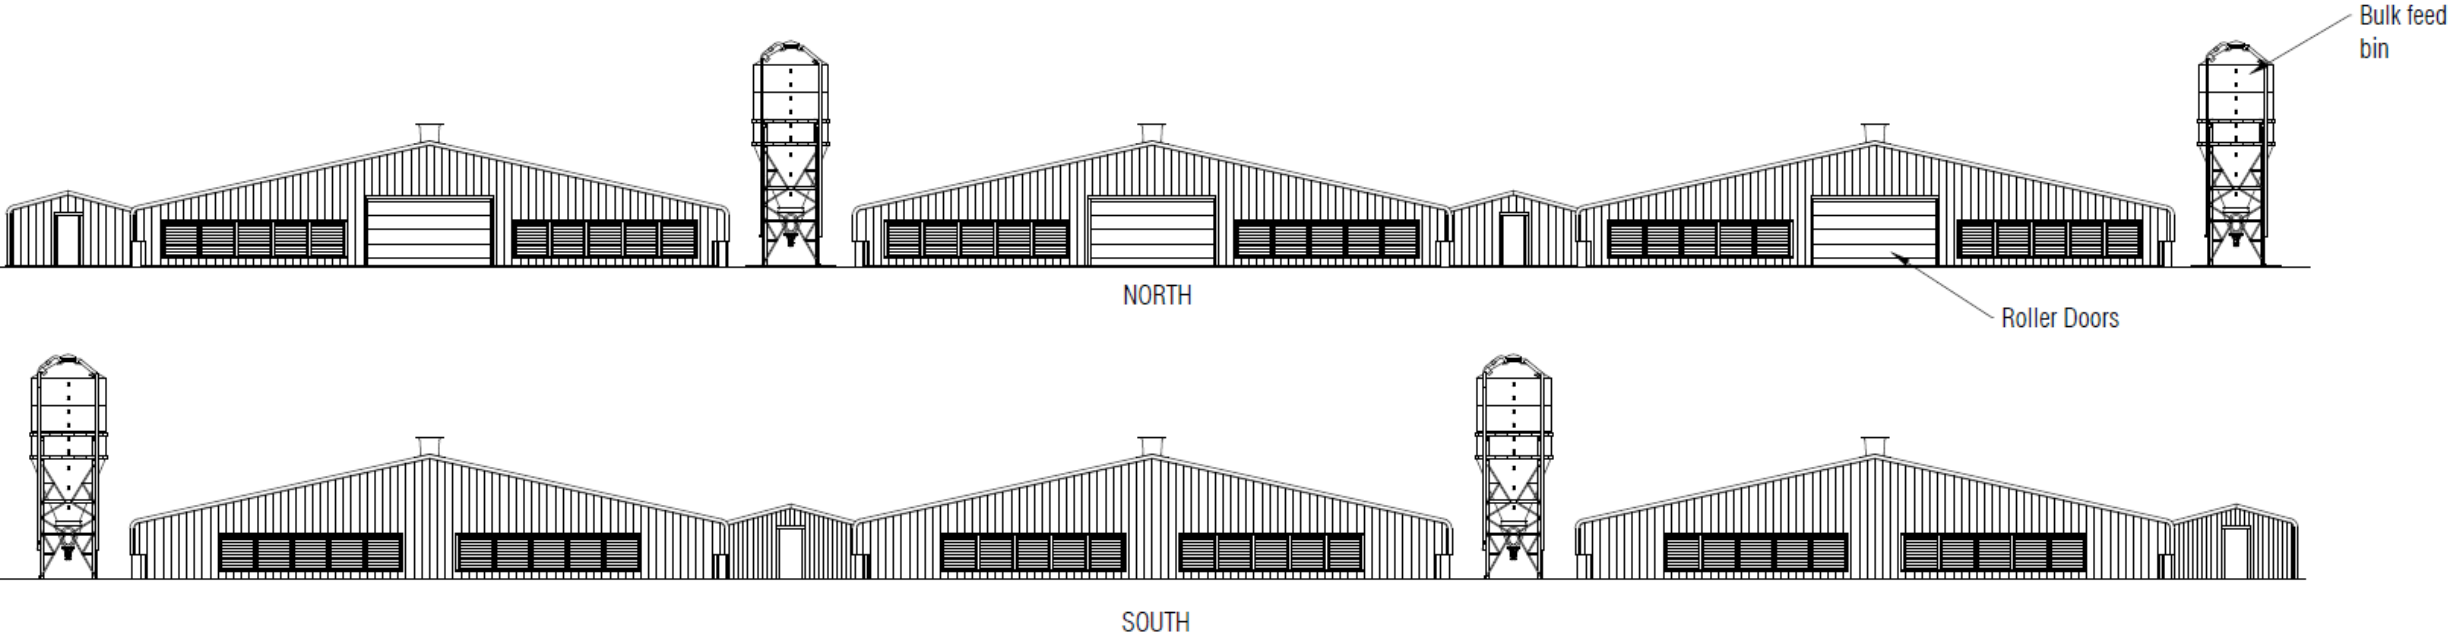 Bulk feed
bin
NORTH
Roller Doors
SOUTH